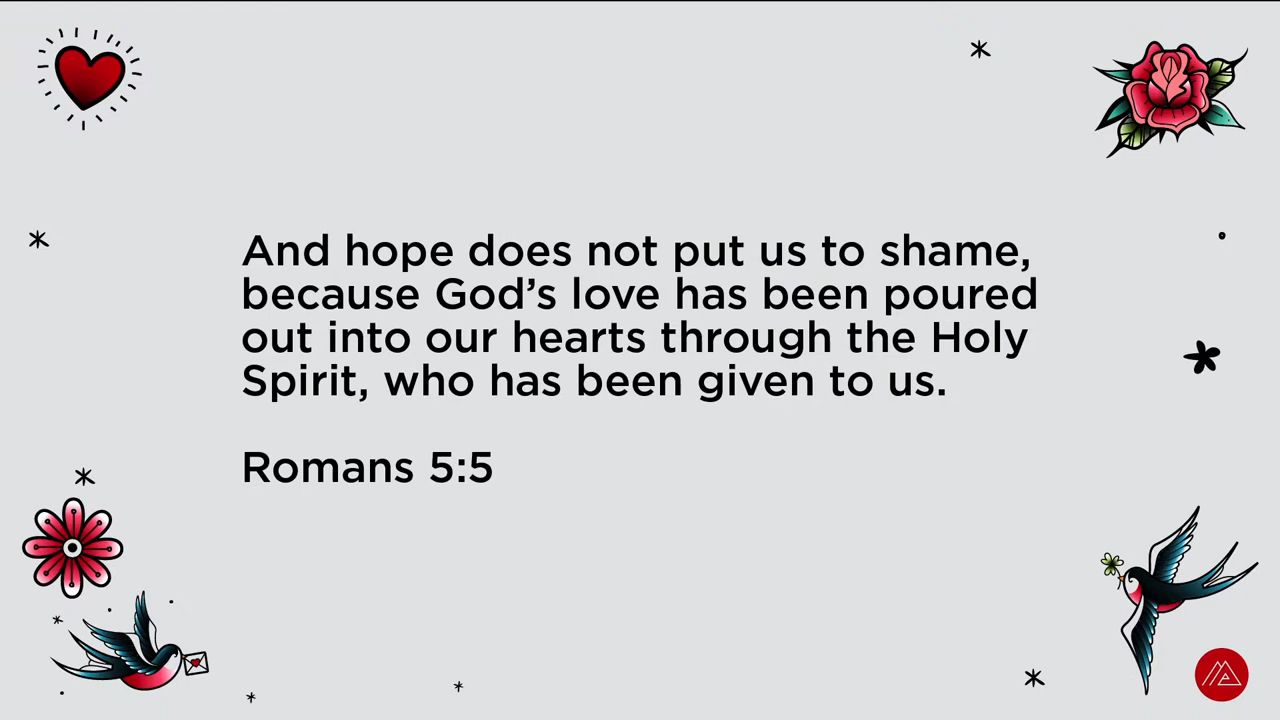 And hope does not put us to shame,
because God’s love has been poured
out into our hearts through the Holy
Spirit, who has been given to us.
Romans 5:5